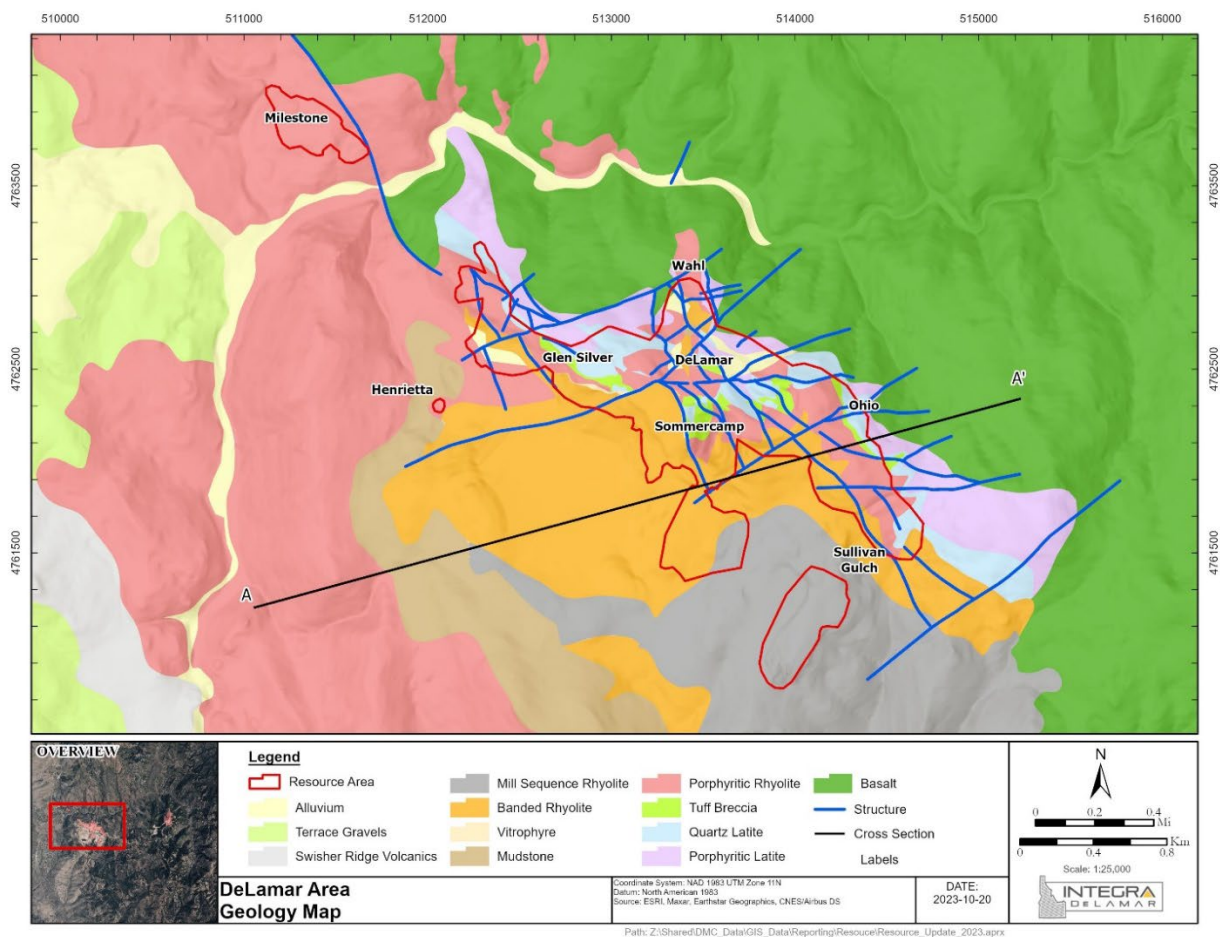 510000 511000 512000 513000 514000 515000 516000
Milestone
4763500 4763500
Wahl
Glen Silver DeLamar
4762500 4762500
Henrietta
A'
Ohio
Sommercamp
4761500 4761500
Sullivan
Gulch
A
OVERVIEW
Legend
Resource Area
Alluvium
Terrace Gravels
Swisher Ridge Volcanics
Mill Sequence Rhyolite
Banded Rhyolite
Vitrophyre
Mudstone
Porphyritic Rhyolite
Tuff Breccia
Quartz Latite
Porphyritic Latite
Basalt
Structure
Cross Section
Labels
N
0 0.2 0.4
Mi
0 0.4 0.8
Km
Scale: 1:25,000
DeLamar Area
Geology Map
Coordinate System: NAD 1983 UTM Zone 11N
Datum: North American 1983
Source: ESRI, Maxar, Earthstar Geographics, CNES/Airbus DS
DATE:
2023-10-20
INTEGRA
DELAMAR
Path: Z:\Shared\DMC_Data\GIS_Data\Reporting\Resouce\Resource_Update_2023.aprx